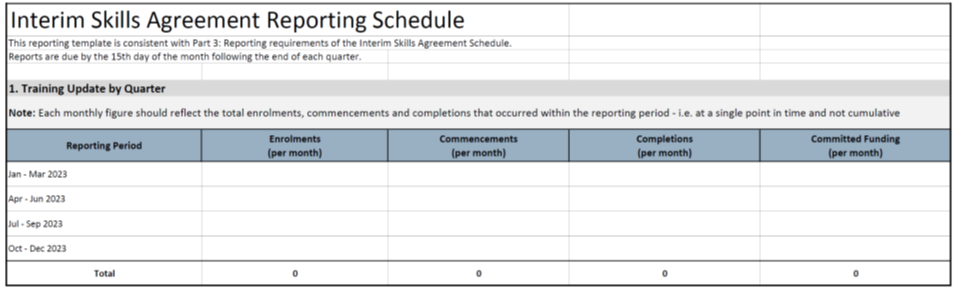 Interim Skills Agreement Reporting Schedule
This reporting template is consistent with Part 3: Reporting requirements of the Interim Skills Agreement Schedule.
Reports are due by the 15th day of the month following the end of each quarter.
1. Training Update by Quarter
Note: Each monthly figure should reflect the total enrolments, commencements and completions that occurred within the reporting period - i.e. at a single point in time and not cumulative
Reporting Period Enrolments (per month) Commencements (per month) Completions (per month) Committed Funding (per month)
Jan - Mar 2023
Apr - Jun 2023
Jul - Sep 2023
Oct - Dec 2023
Total 0 0 0 0